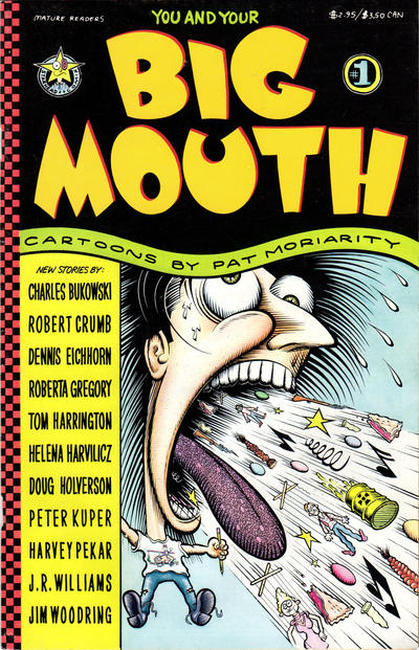 MATURE READERS
YOU AND YOUR
$2.95/$3.50 CAN
BIG
MOUTH
#1
CARTOONS BY PAT MORIARITY
NEW STORIES BY:
CHARLES BUKOWSKI
ROBERT CRUMB
DENNIS EICHHORN
ROBERTA GREGORY
TOM HARRINGTON
HELENA HARVILICZ
DOUG HOLVERSON
PETER KUPER
HARVEY PEKAR
J.R. WILLIAMS
JIM WOODRING